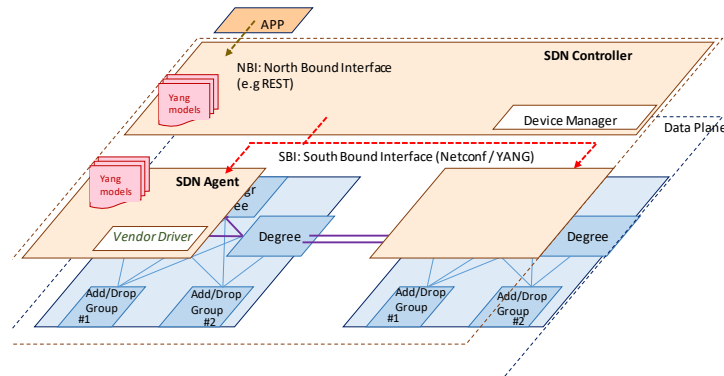 APP
SDN Controller
NBI: North Bound Interface
(e.g REST)
Yang
models
Device Manager
Data Plane
SBI: South Bound Interface (Netconf / YANG)
Yang
models
SDN Agent
Vendor Driver
Degree
Degree
Add/Drop
Group
#1
Add/Drop
Group
#2
Add/Drop
Group
#1
Add/Drop
Group
#2